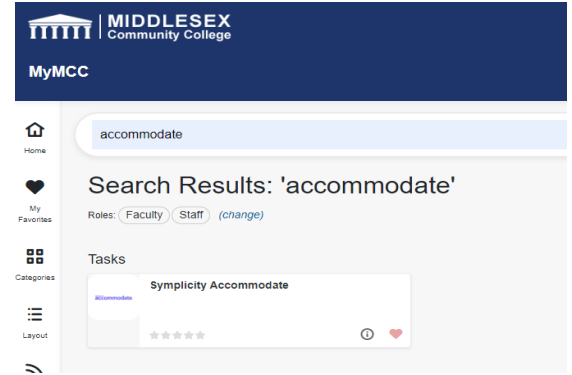 MIDDLESEX
Community College
MyMCC
accommodate
Home
Search Results: 'accommodate'
My
Favorites
Roles: Faculty Staff (change)
Categories
Tasks
Symplicity Accommodate
accommodate
Layout